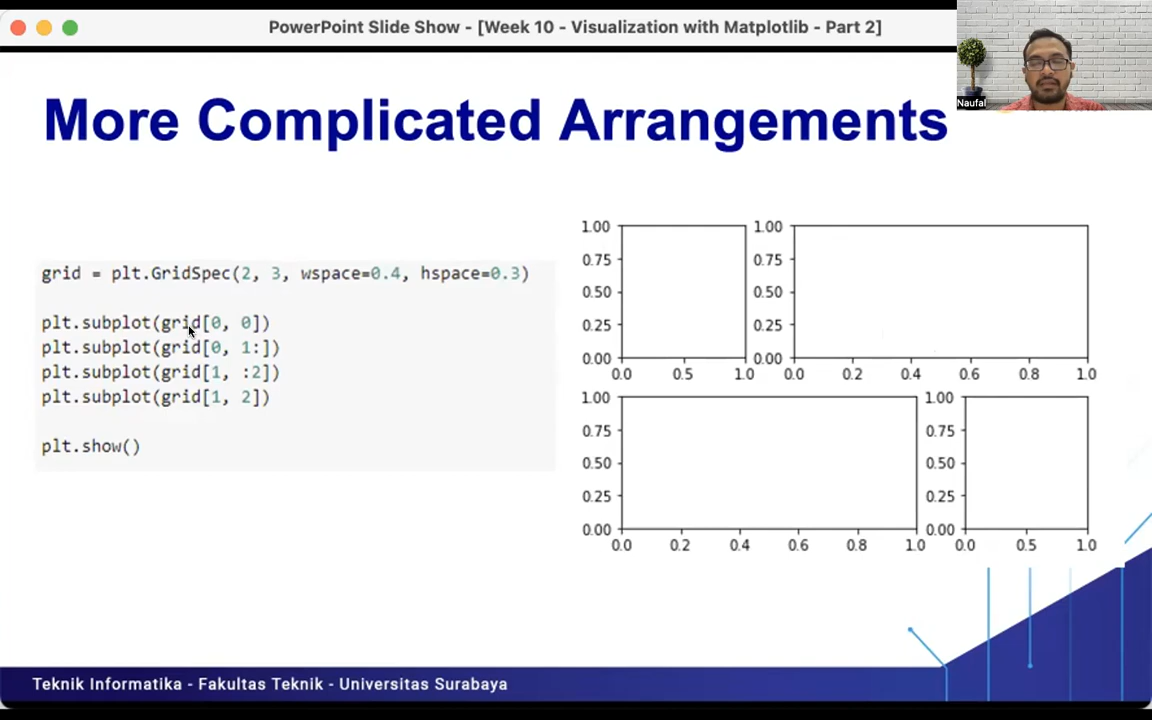 PowerPoint Slide Show - [Week 10 - Visualization with Matplotlib - Part 2]
Naufal
More Complicated Arrangements
grid = plt.GridSpec(2, 3, wspace=0.4, hspace=0.3)
plt.subplot(grid[0, 0])
plt.subplot(grid[0, 1:])
plt.subplot(grid[1, :2])
plt.subplot(grid[1, 2])
plt.show()
1.00
0.75
0.50
0.25
0.00
0.0 0.5 1.0
1.00
0.75
0.50
0.25
0.00
0.0 0.2 0.4 0.6 0.8 1.0
1.00
0.75
0.50
0.25
0.00
0.0 0.2 0.4 0.6 0.8 1.0
1.00
0.75
0.50
0.25
0.00
0.0 0.5 1.0
Teknik Informatika - Fakultas Teknik - Universitas Surabaya